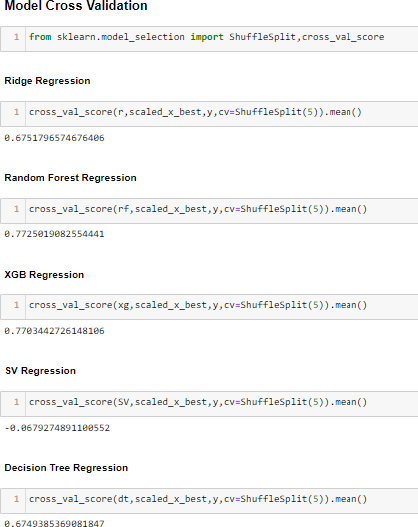 Model Cross Validation
1 from sklearn.model_selection import ShuffleSplit,cross_val_score
Ridge Regression
1 cross_val_score(r,scaled_x_best,y,cv=ShuffleSplit(5)).mean()
0.6751796574676406
Random Forest Regression
1 cross_val_score(rf,scaled_x_best,y,cv=ShuffleSplit(5)).mean()
0.7725019082554441
XGB Regression
1 cross_val_score(xg,scaled_x_best,y,cv=ShuffleSplit(5)).mean()
0.7703442726148106
SV Regression
1 cross_val_score(SV,scaled_x_best,y,cv=ShuffleSplit(5)).mean()
-0.0679274891100552
Decision Tree Regression
1 cross_val_score(dt,scaled_x_best,y,cv=ShuffleSplit(5)).mean()
0.6749385369081847